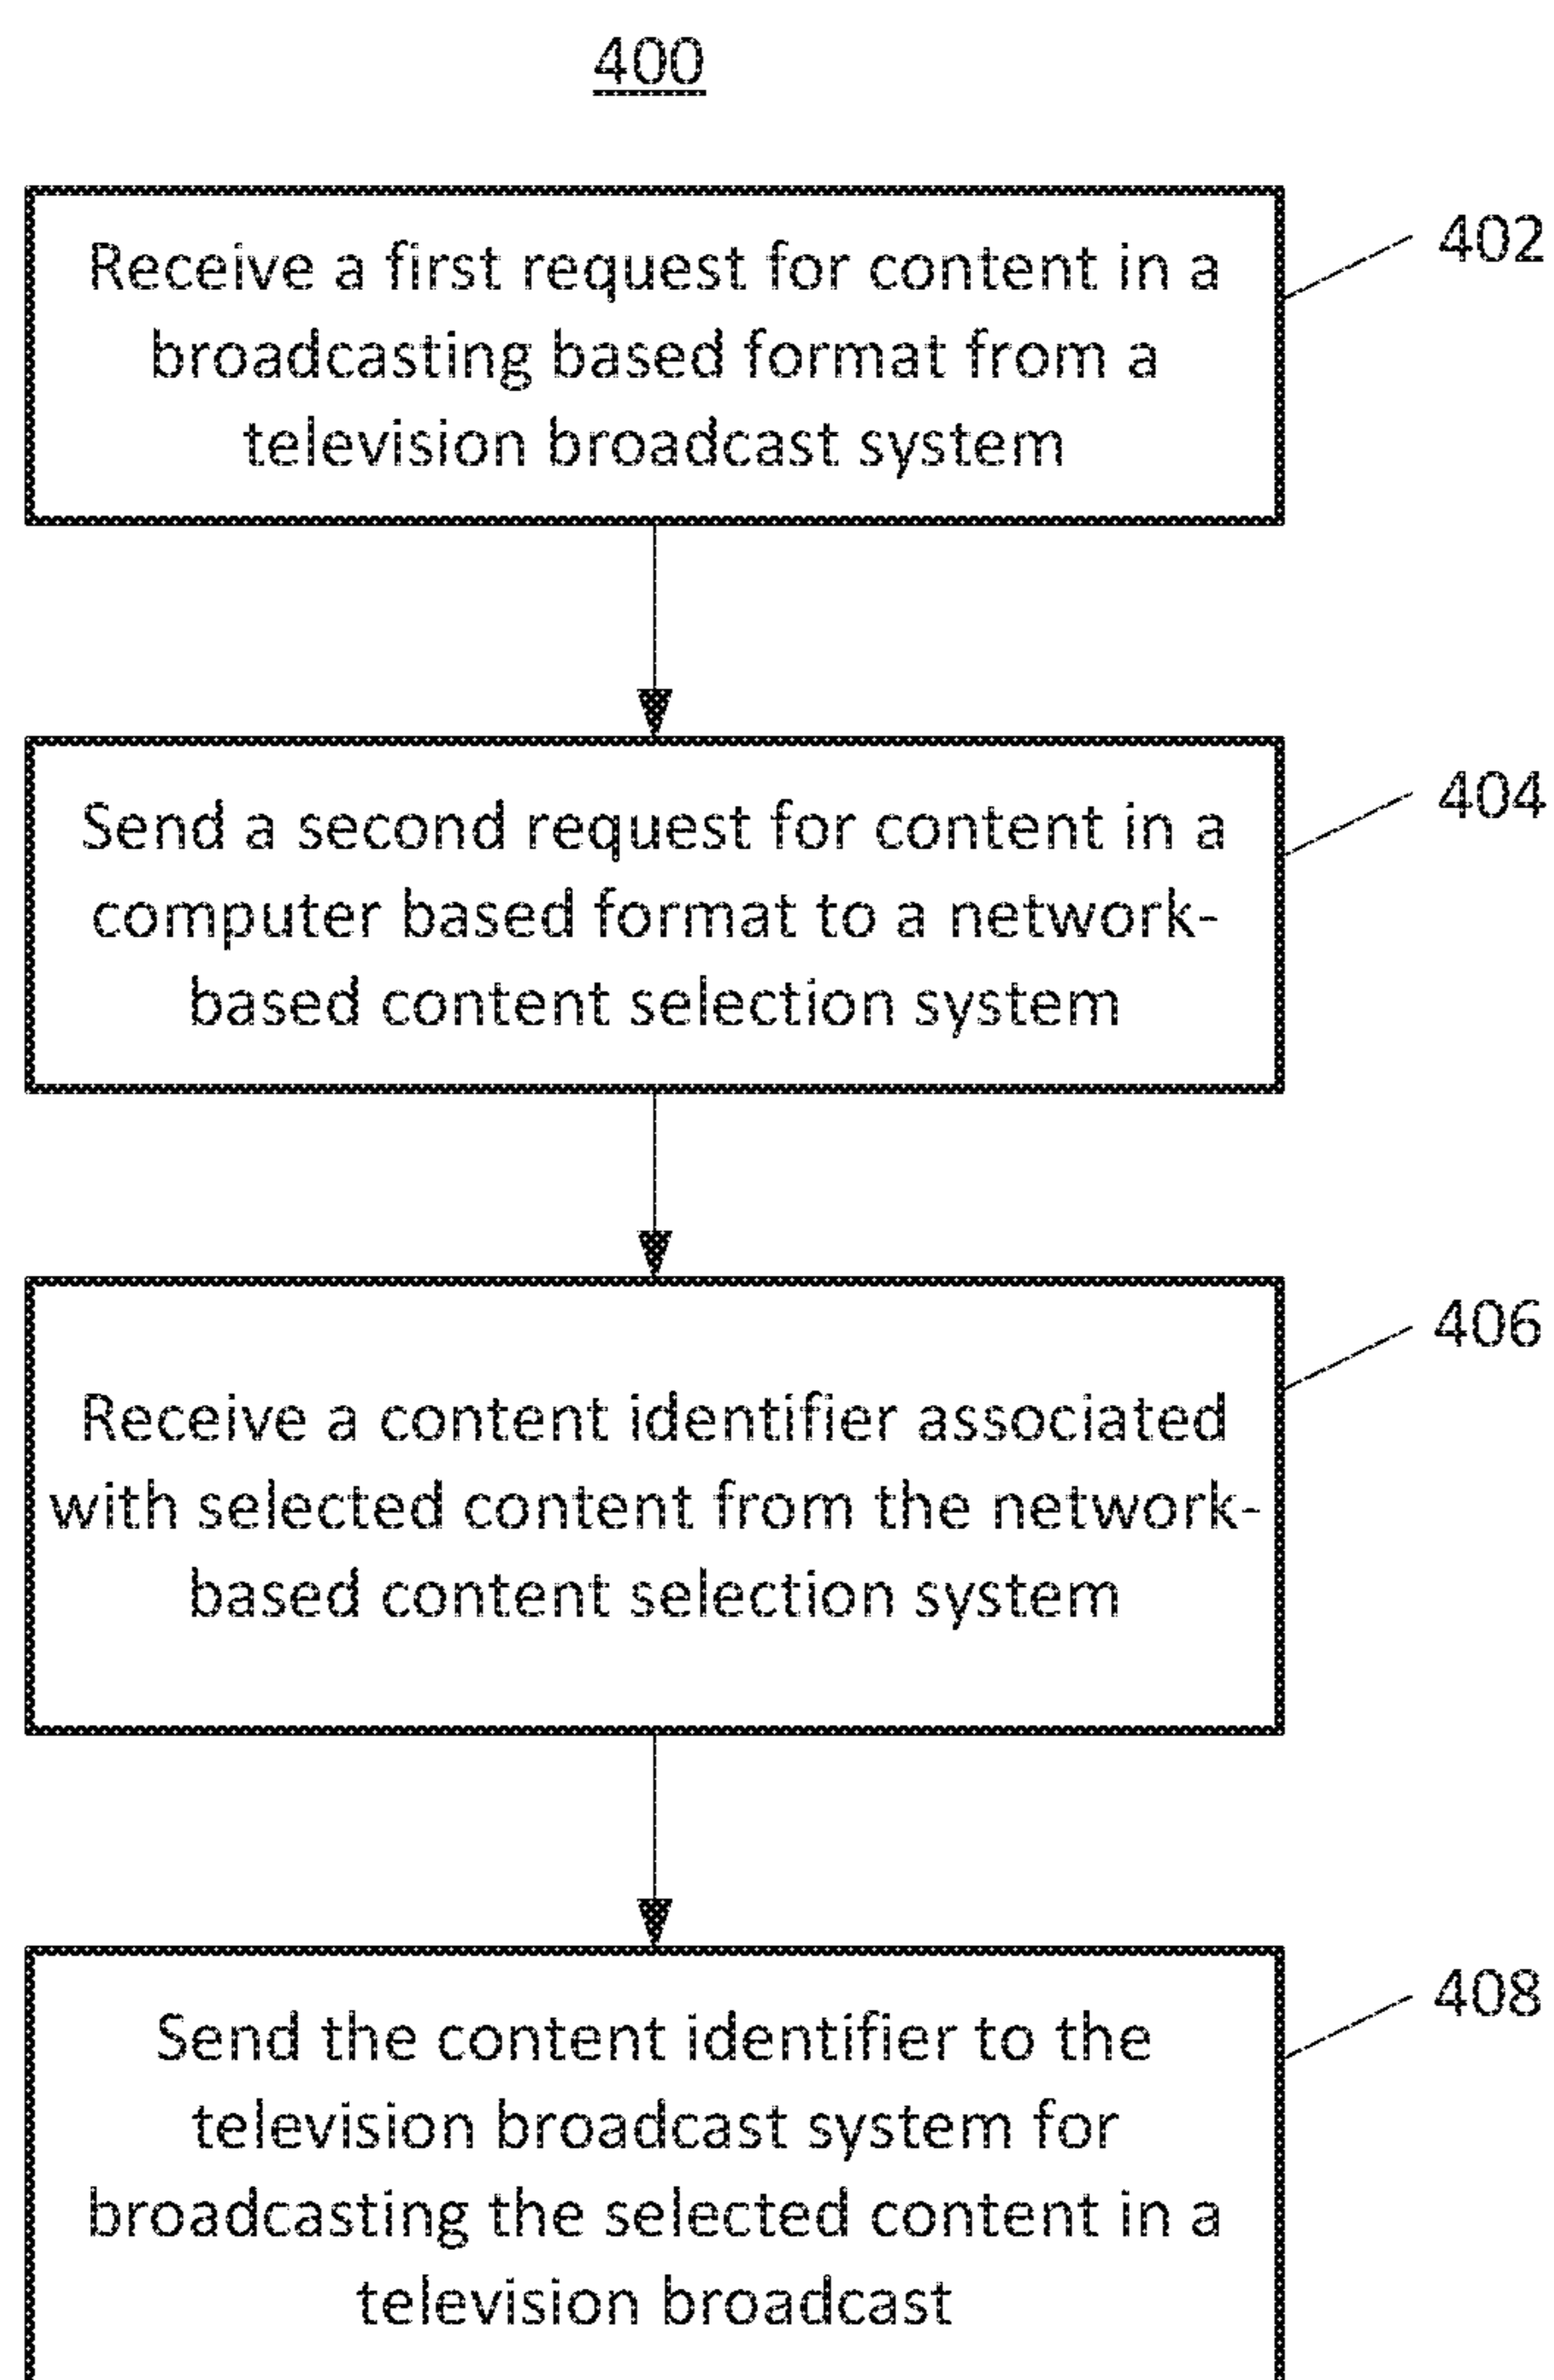 400
Receive a first request for content in a
broadcasting based format from a
television broadcast system
402
Send a second request for content in a
computer based format to a network-
based content selection system
404
Receive a content identifier associated
with selected content from the network-
based content selection system
406
Send the content identifier to the
television broadcast system for
broadcasting the selected content in a
television broadcast
408